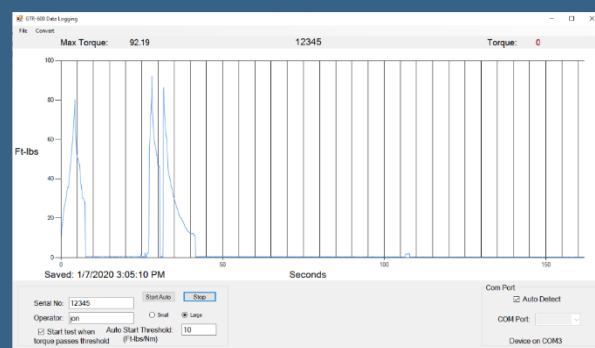 GTR-600 Data Logging
File Convert
Max Torque: 92.19 12345 Torque: 0
100
80
60
Ft-lbs
40
20
0
0 50 100 150
Saved: 1/7/2020 3:05:10 PM Seconds
Com Port
Start Auto Stop
Auto Detect
Serial No: 12345
Operator: jon
Small Large
COM Port:
Start test when torque passes threshold
Auto Start Threshold: (Ft-lbs/Nm) 10
Device on COM3